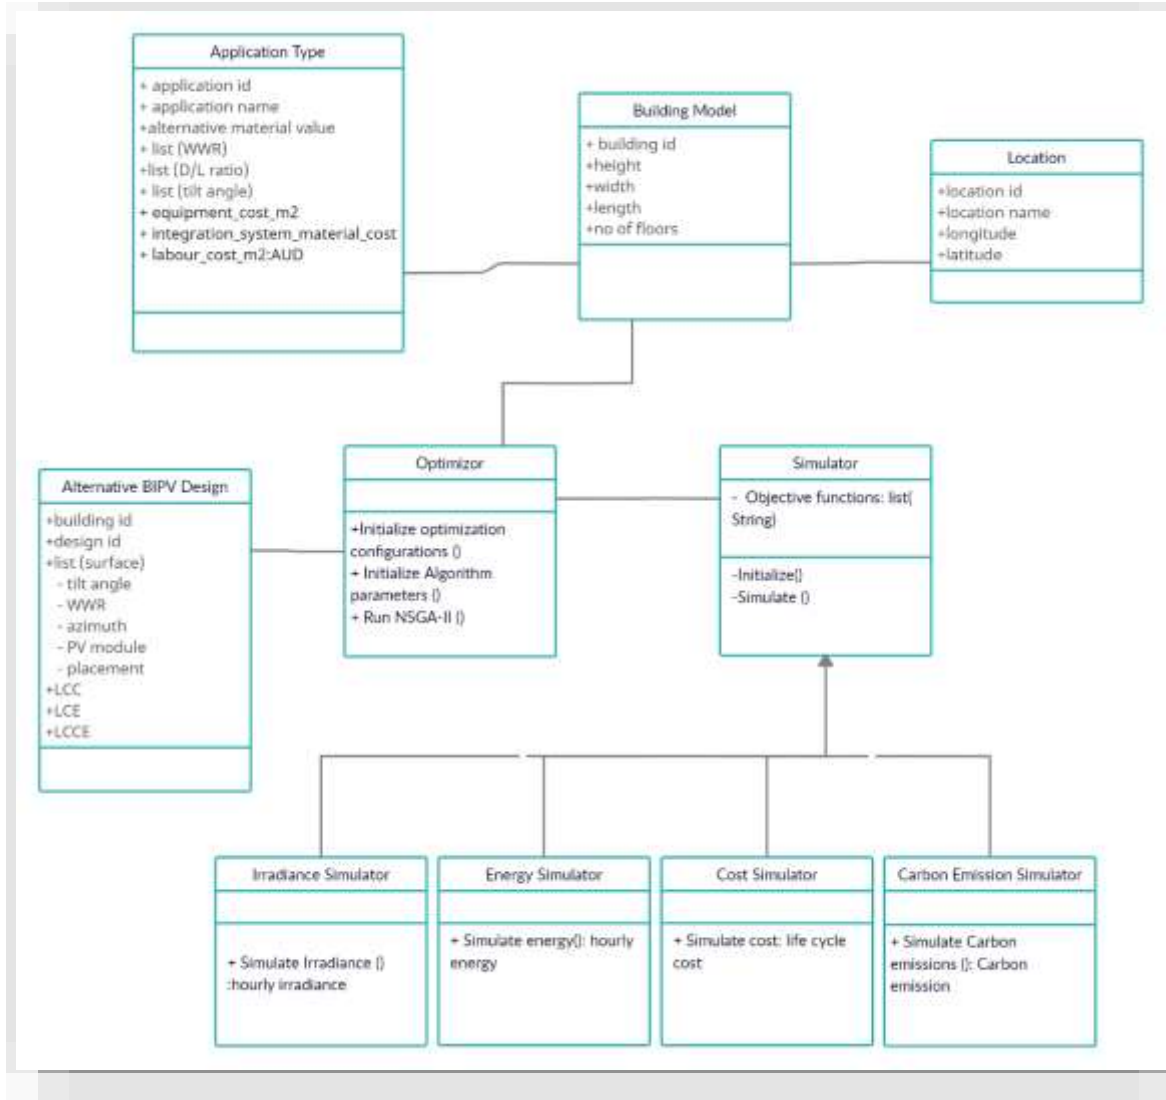 Application Type
+ application id
+ application name
+alternative material value
+ list (WWR)
+list (D/L ratio)
+ list (tilt angle)
+ equipment_cost_m2
+ integration_system_material_cost
+ labour_cost_m2:AUD
Building Model
+ building id
+height
+width
+length
+no of floors
Location
+location id
+location name
+longitude
+latitude
Alternative BIPV Design
+building id
+design id
+list (surface)
- tilt angle
- WWR
- azimuth
- PV module
- placement
+LCC
+LCE
+LCCE
Optimizor
+Initialize optimization
configurations ()
+ Initialize Algorithm
parameters ()
+ Run NSGA-II ()
Simulator
- Objective functions: list(
String)
-Initialize()
-Simulate ()
Irradiance Simulator
+ Simulate Irradiance ()
:hourly irradiance
Energy Simulator
+ Simulate energy(): hourly
energy
Cost Simulator
+ Simulate cost: life cycle
cost
Carbon Emission Simulator
+ Simulate Carbon
emissions (): Carbon
emission